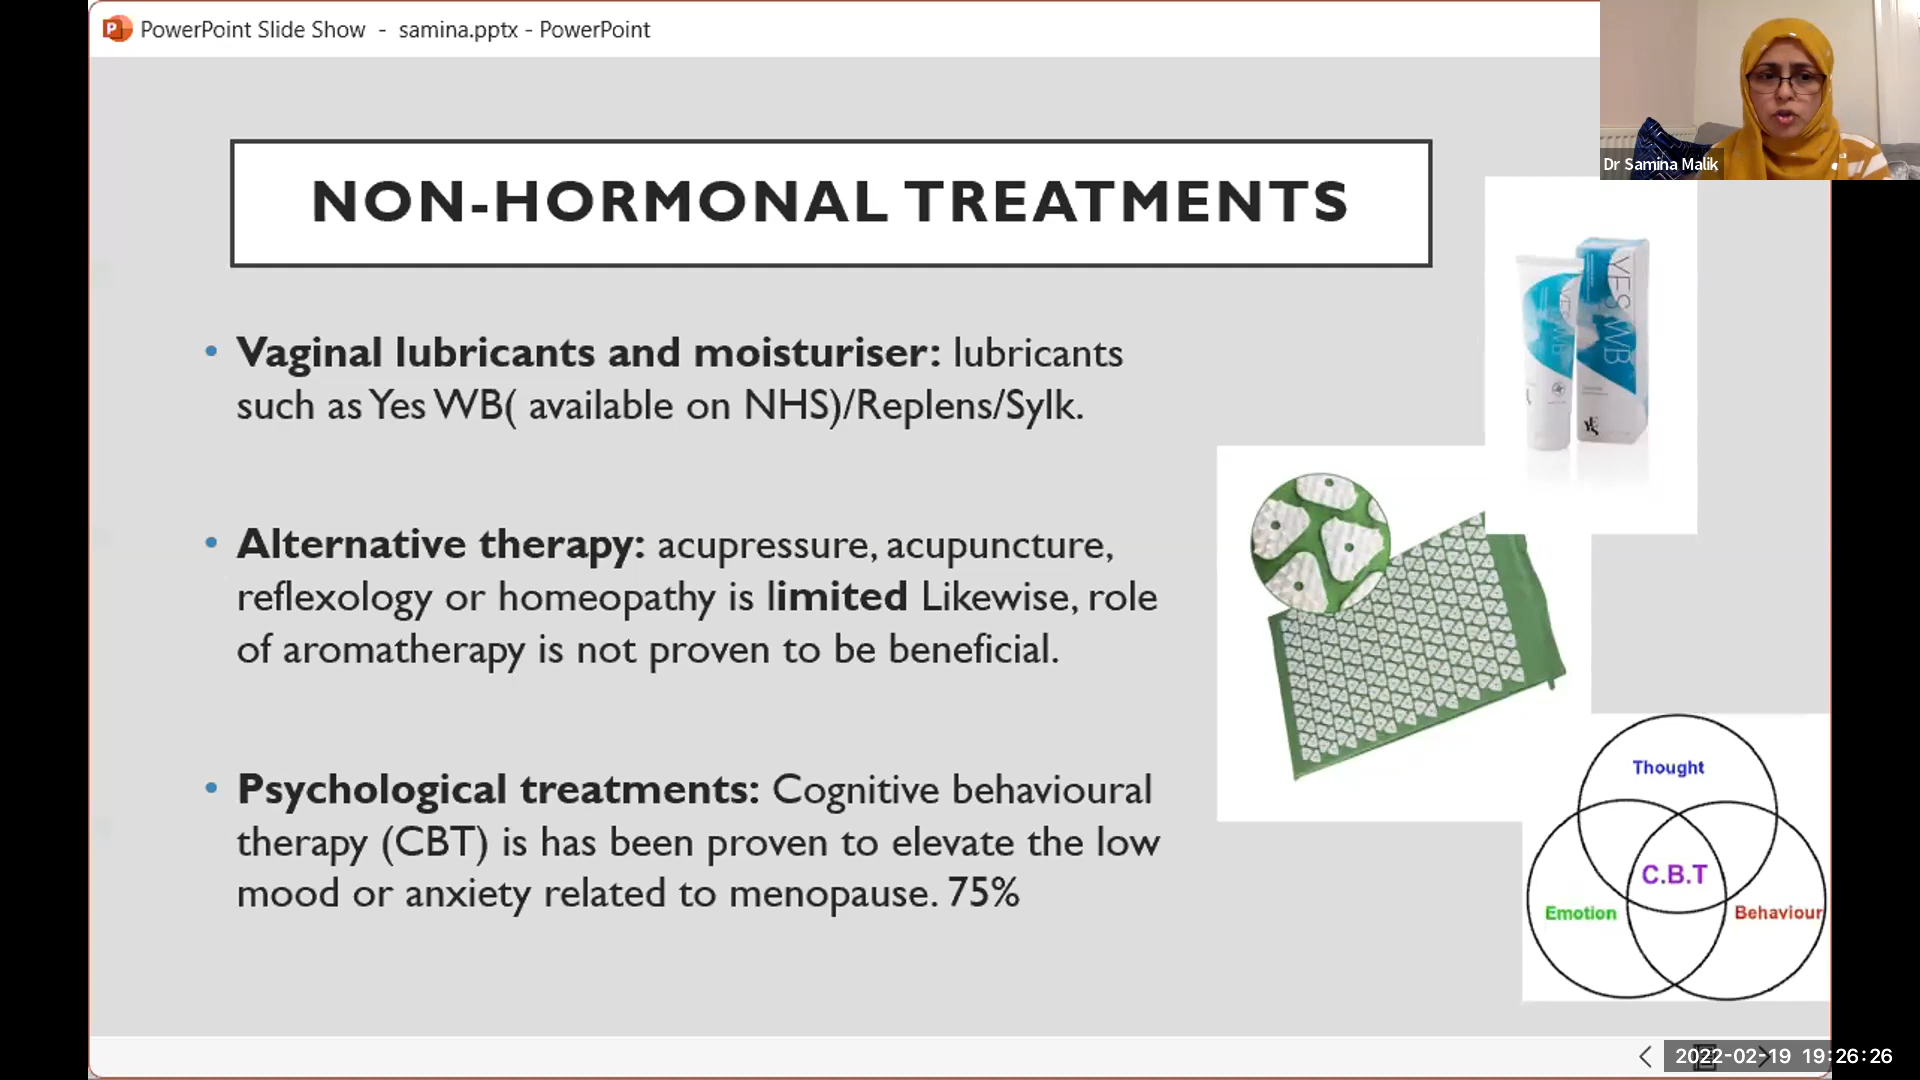 PowerPoint Slide Show - samina.pptx - PowerPoint
Dr Samina Malik
NON-HORMONAL TREATMENTS
• Vaginal lubricants and moisturiser: lubricants
such as Yes WB( available on NHS)/Replens/Sylk.
• Alternative therapy: acupressure, acupuncture,
reflexology or homeopathy is limited Likewise, role
of aromatherapy is not proven to be beneficial.
• Psychological treatments: Cognitive behavioural
therapy (CBT) is has been proven to elevate the low
mood or anxiety related to menopause. 75%
YES WB
YES WB
YES
Thought
C.B.T
Emotion
Behaviour
2022-02-19 19:26:26